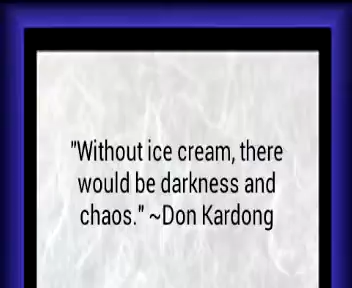 "Without ice cream, there
would be darkness and
chaos." ~Don Kardong